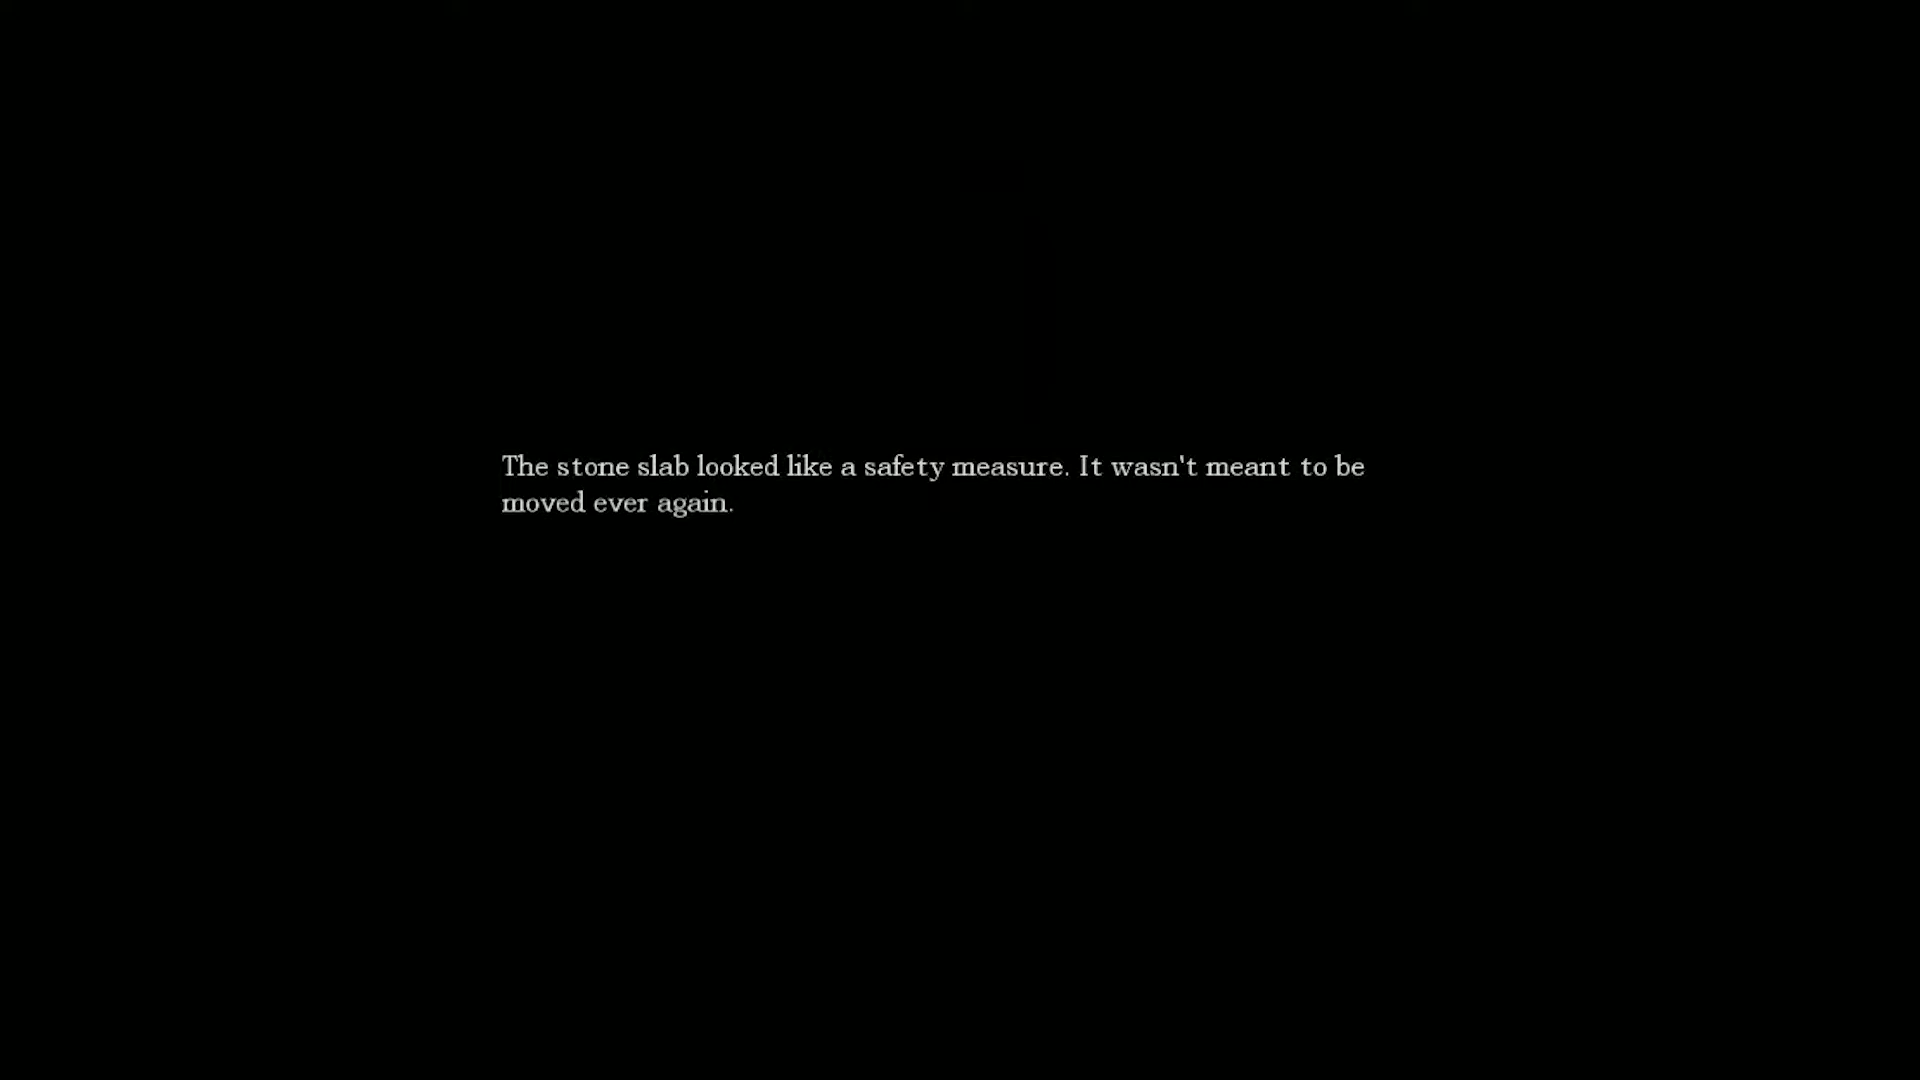 The stone slab looked like a safety measure. It wasn't meant to be
moved ever again.